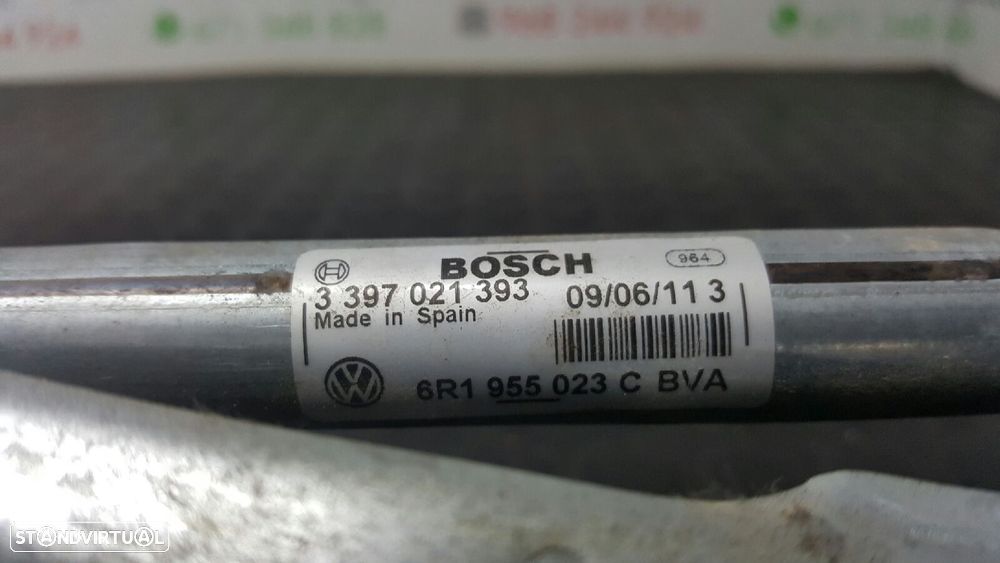 BOSCH
964
3 397 021 393
09/06/11 3
Made in Spain
6R1 955 023 C BVA
STANDVIRTUAL